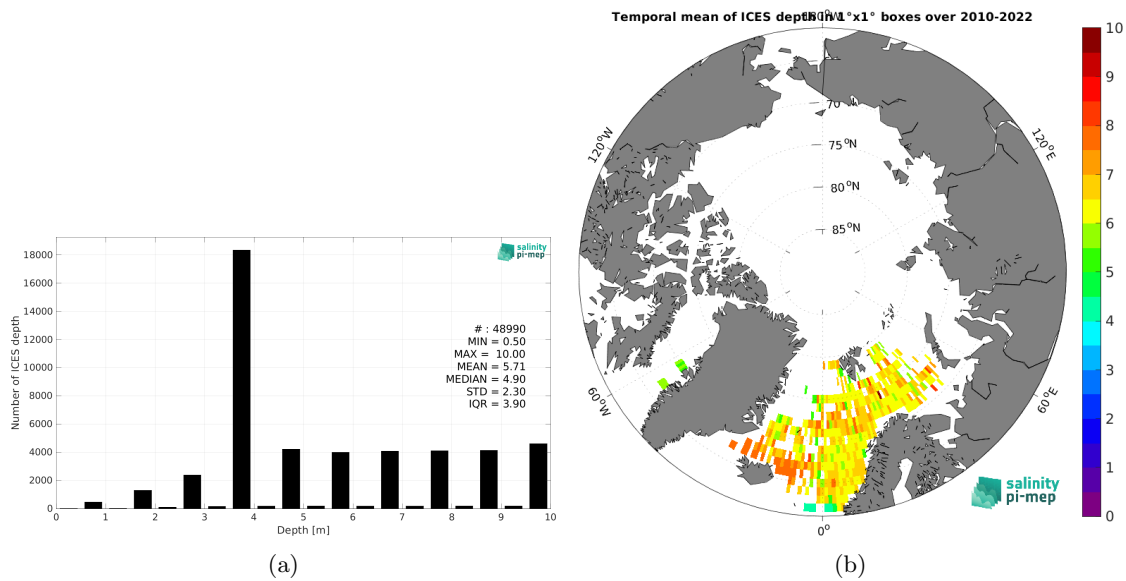 Temporal mean of ICES depth in 1°x1° boxes over 2010-2022
180°W
120°W
120°E
60°W
60°E
0°
70
75°N
80°N
85°N
10
9
8
7
6
5
4
3
2
1
0
salinity
pi-mep
Number of ICES depth
18000
16000
14000
12000
10000
8000
6000
4000
2000
0
salinity
pi-mep
# : 48990
MIN = 0.50
MAX = 10.00
MEAN = 5.71
MEDIAN = 4.90
STD = 2.30
IQR = 3.90
0 1 2 3 4 5 6 7 8 9 10
Depth [m]
(a)
(b)